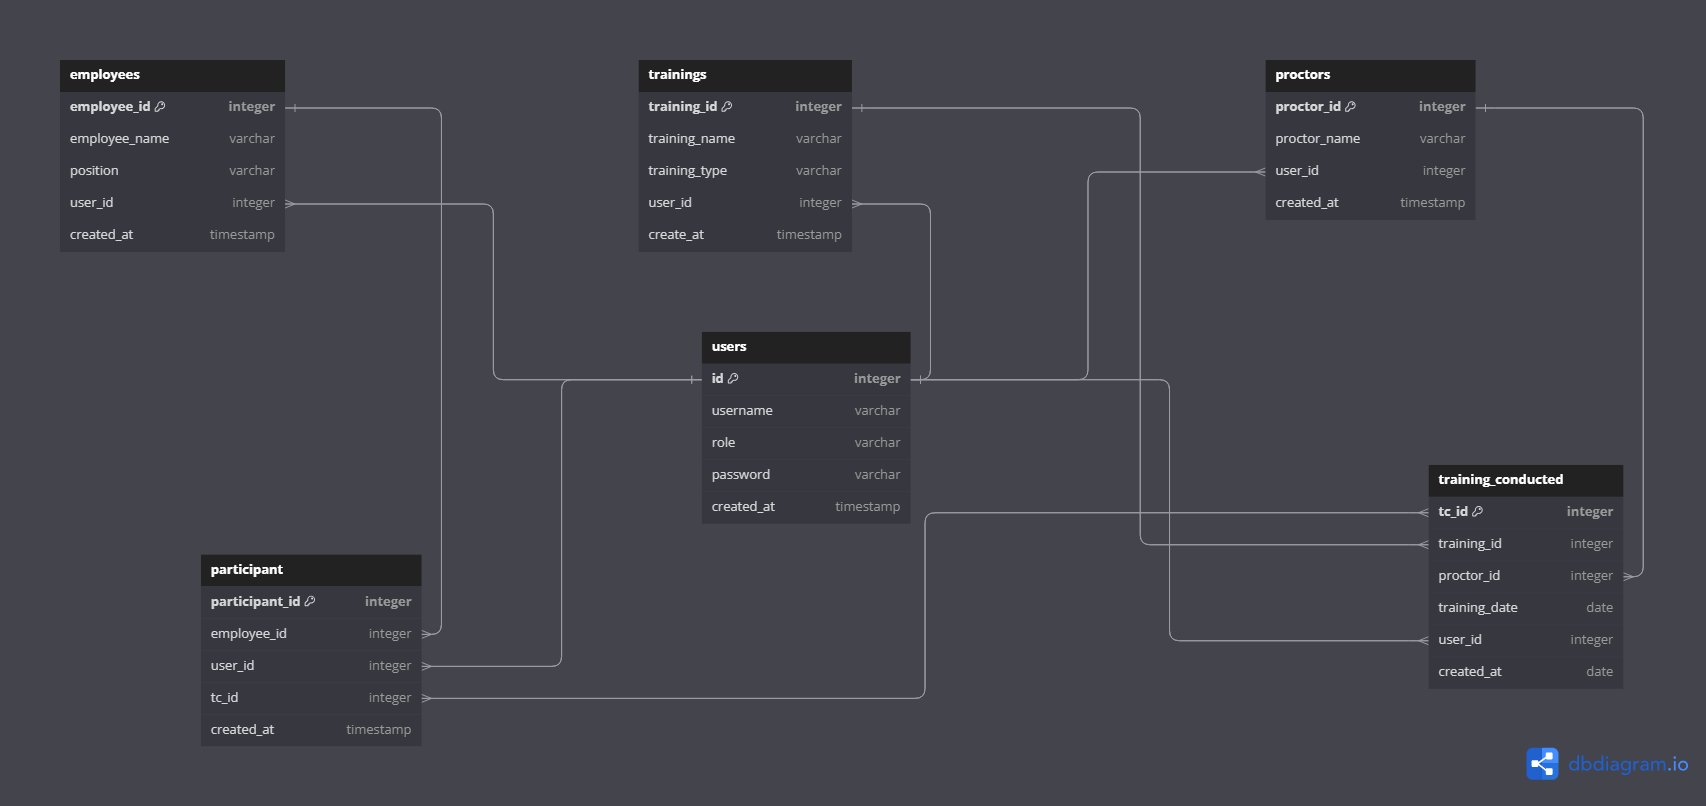 employees
employee_id integer
employee_name varchar
position varchar
user_id integer
created_at timestamp
trainings
training_id integer
training_name varchar
training_type varchar
user_id integer
create_at timestamp
proctors
proctor_id integer
proctor_name varchar
user_id integer
created_at timestamp
users
id integer
username varchar
role varchar
password varchar
created_at timestamp
training_conducted
tc_id integer
training_id integer
proctor_id integer
training_date date
user_id integer
created_at date
participant
participant_id integer
employee_id integer
user_id integer
tc_id integer
created_at timestamp
dbdiagram.io